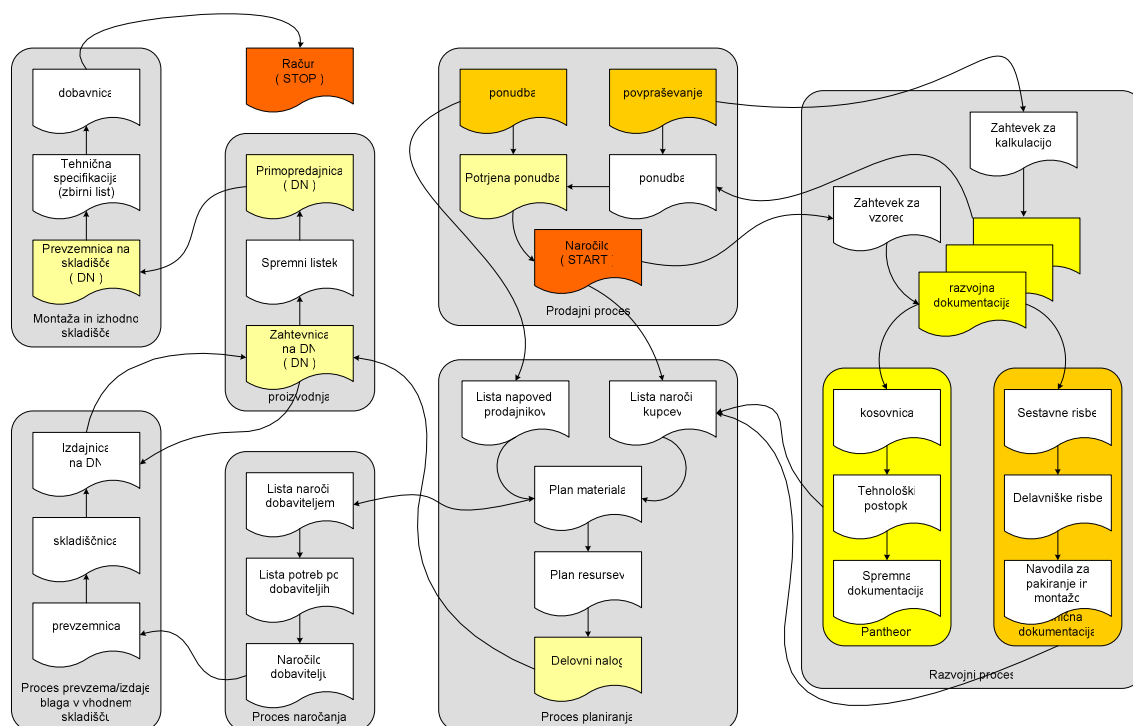 dobavnica
Tehnična
specifikacija
(zbirni list)
Prevzemnica na
skladišče
( DN )
Montaža in izhodno
skladišče
Račun
( STOP )
Primopredajnica
( DN )
Spremni listek
Zahtevnica
na DN
( DN )
proizvodnja
ponudba
povpraševanje
Potrjena ponudba
ponudba
Naročilo
( START )
Prodajni proces
Zahtevek za
kalkulacijo
Zahtevek za
vzorec
razvojna
dokumentacija
kosovnica
Tehnološki
postopki
Spremna
dokumentacija
Pantheon
Sestavne risbe
Delavniške risbe
Navodila za
pakiranje in
montažo
dokumentacija
Razvojni proces
Izdajnica
na DN
skladiščnica
prevzemnica
Proces prevzema/izdaje
blaga v vhodnem
skladišču
Lista naročil
dobaviteljem
Lista potreb po
dobaviteljih
Naročilo
dobavitelju
Proces naročanja
Lista napovedi
prodajnikov
Lista naročil
kupcev
Plan materiala
Plan resursev
Delovni nalog
Proces planiranja